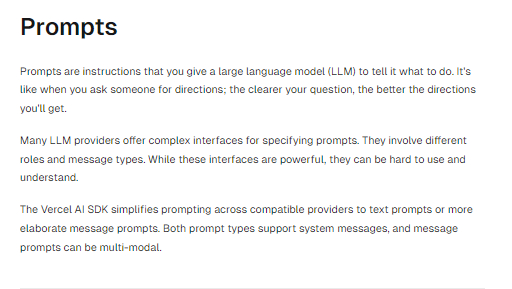 Prompts
Prompts are instructions that you give a large language model (LLM) to tell it what to do. It's
like when you ask someone for directions; the clearer your question, the better the directions
you'll get.
Many LLM providers offer complex interfaces for specifying prompts. They involve different
roles and message types. While these interfaces are powerful, they can be hard to use and
understand.
The Vercel AI SDK simplifies prompting across compatible providers to text prompts or more
elaborate message prompts. Both prompt types support system messages, and message
prompts can be multi-modal.